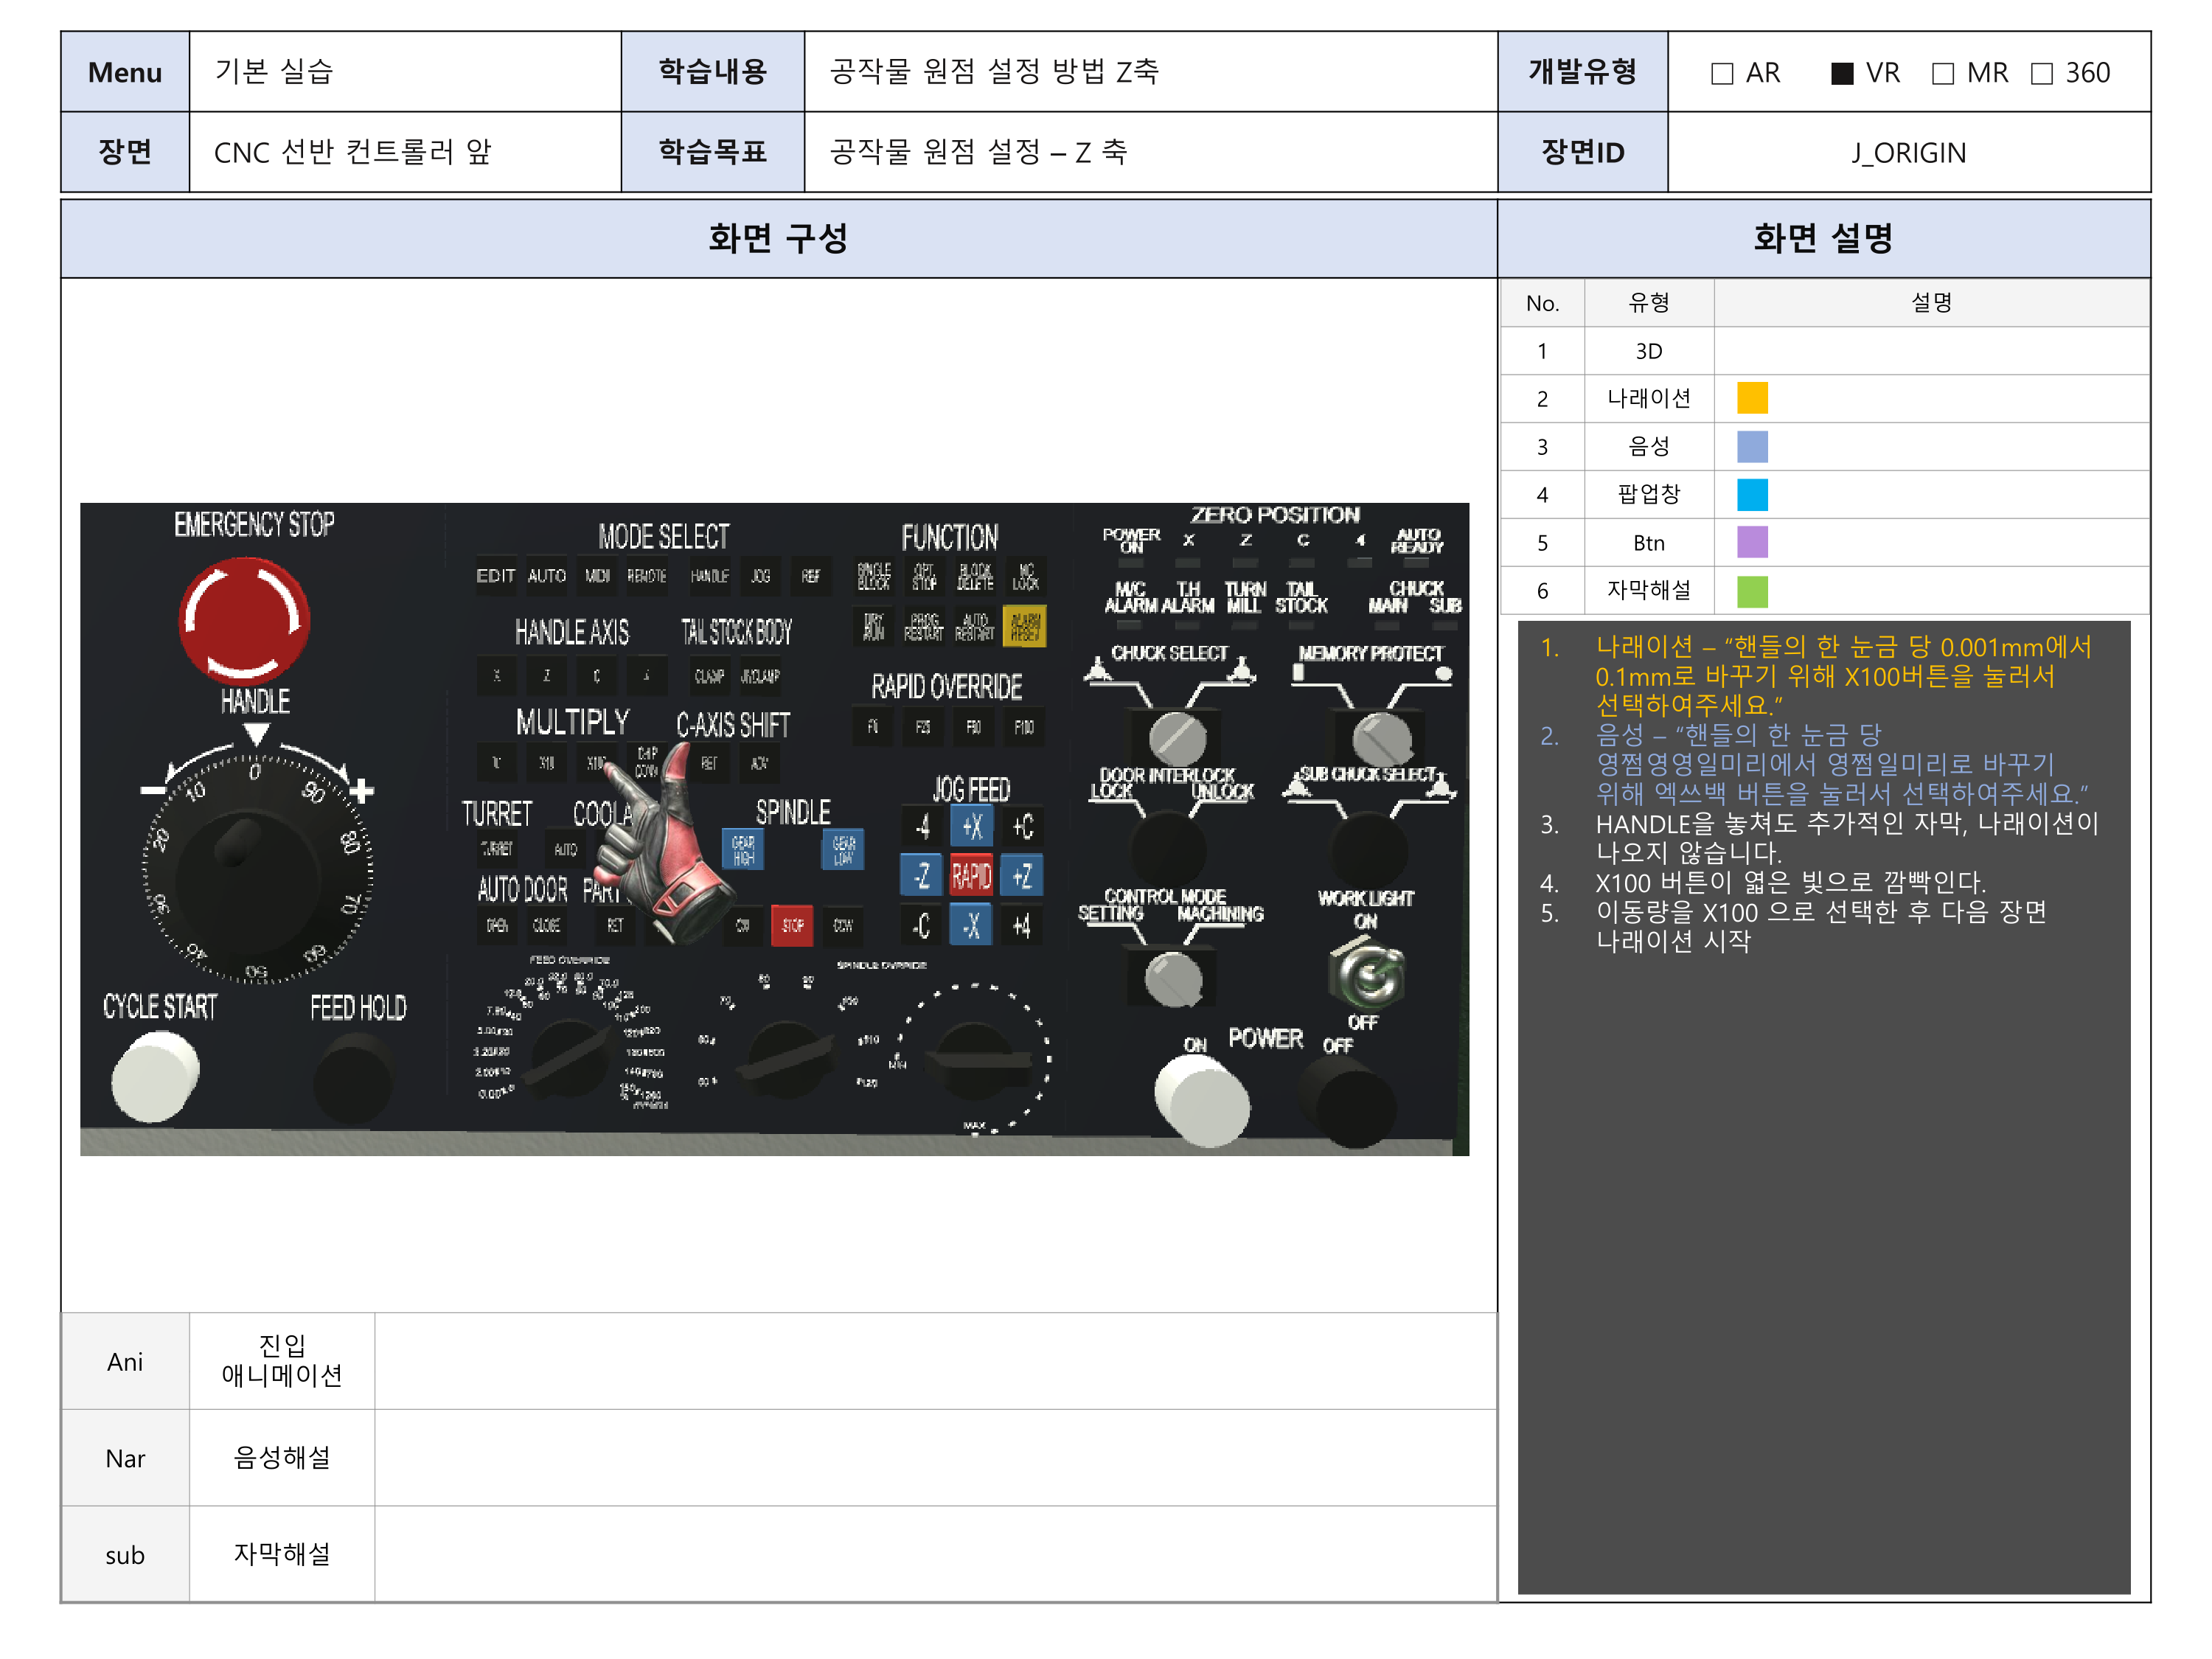 Menu 기본 실습 학습내용 공작물 원점 설정 방법 Z축 개발유형 □ AR ■ VR □ MR □ 360
장면 CNC 선반 컨트롤러 앞 학습목표 공작물 원점 설정 – Z 축 장면ID J_ORIGIN
화면 구성 화면 설명
EMERGENCY STOP
HANDLE
0
10
90
20
80
70
50
CYCLE START
FEED HOLD
MODE SELECT
EDIT AUTO MIDI REMOTE HANDLE JOG REF
HANDLE AXIS
X Z C
TAIL STOCK BODY
CLAMP UNCLAMP
MULTIPLY
X10 X100
C-AXIS SHIFT
TURRET
AUTO
AUTO DOOR
OPEN CLOSE
RET
SPINDLE
GEAR HIGH
GEAR LOW
CW STOP CCW
FUNCTION
SINGLE BLOCK
OPT. STOP
BLOCK DELETE
MC LOCK
DRY RUN
PROG RESTART
AUTO RESTART
RAPID OVERRIDE
F25 F50 F100
JOG FEED
-4 +X +C
-Z RAPID +Z
-C -X +4
FEED OVERRIDE
SPINDLE OVRRIDE
MIN
MAX
ZERO POSITION
POWER ON X Z C 4 AUTO READY
M/C ALARM
T.H ALARM
TURN MILL
TAIL STOCK
CHUCK
MAIN SUB
CHUCK SELECT
MEMORY PROTECT
DOOR INTERLOCK
LOCK UNLOCK
SUB CHUCK SELECT
CONTROL MODE
SETTING MACHINING
WORK LIGHT
ON
OFF
POWER
ON OFF
No. 유형 설명
1 3D
2 나래이션
3 음성
4 팝업창
5 Btn
6 자막해설
1. 나래이션 – “핸들의 한 눈금 당 0.001mm에서
0.1mm로 바꾸기 위해 X100버튼을 눌러서
선택하여주세요.”
2. 음성 – “핸들의 한 눈금 당
영쩜영영일미리에서 영쩜일미리로 바꾸기
위해 엑쓰백 버튼을 눌러서 선택하여주세요.”
3. HANDLE을 놓쳐도 추가적인 자막, 나래이션이
나오지 않습니다.
4. X100 버튼이 엷은 빛으로 깜빡인다.
5. 이동량을 X100 으로 선택한 후 다음 장면
나래이션 시작
Ani 진입
애니메이션
Nar 음성해설
sub 자막해설